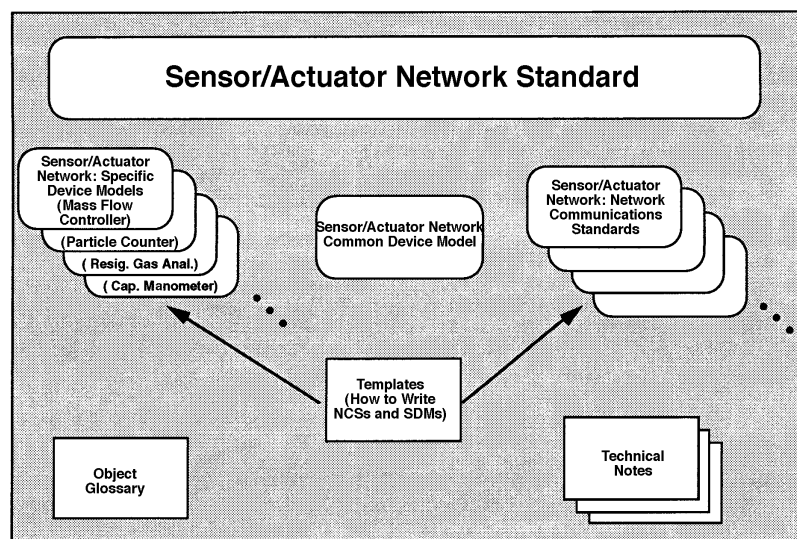 Sensor/Actuator Network Standard
Sensor/Actuator
Network: Specific
Device Models
(Mass Flow
Controller)
(Particle Counter)
( Resig. Gas Anal.)
( Cap. Manometer)
Sensor/Actuator Network
Common Device Model
Sensor/Actuator
Network: Network
Communications
Standards
Templates
(How to Write
NCSs and SDMs)
Object
Glossary
Technical
Notes